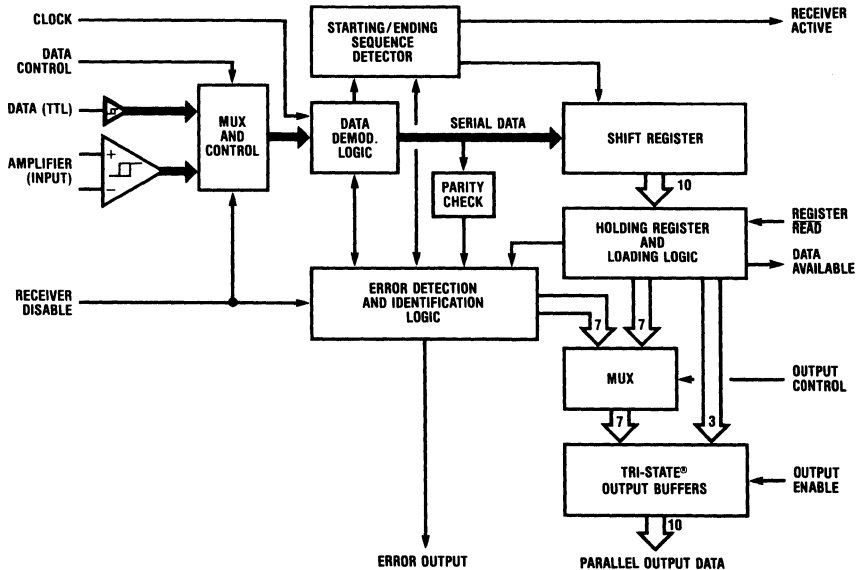 CLOCK
DATA
CONTROL
DATA (TTL)
AMPLIFIER
(INPUT)
+
−
MUX
AND
CONTROL
STARTING/ENDING
SEQUENCE
DETECTOR
RECEIVER
ACTIVE
DATA
DEMOD.
LOGIC
SERIAL DATA
SHIFT REGISTER
PARITY
CHECK
10
HOLDING REGISTER
AND
LOADING LOGIC
REGISTER
READ
DATA
AVAILABLE
RECEIVER
DISABLE
ERROR DETECTION
AND IDENTIFICATION
LOGIC
7
7
MUX
OUTPUT
CONTROL
7
3
TRI-STATE®
OUTPUT BUFFERS
OUTPUT
ENABLE
10
ERROR OUTPUT
PARALLEL OUTPUT DATA